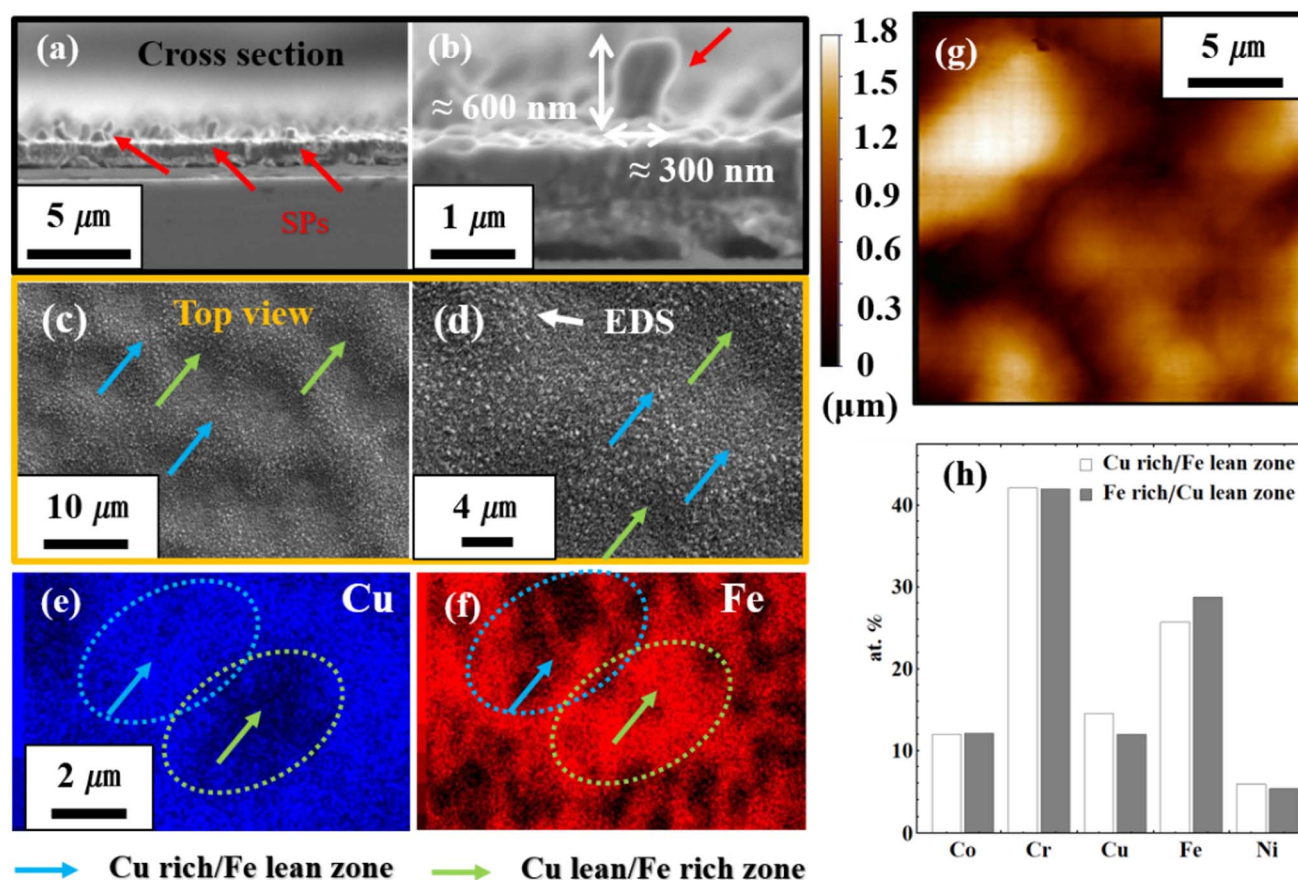 (a)
Cross section
SPs
5 μm
(b)
≈ 600 nm
≈ 300 nm
1 μm
(c)
Top view
10 μm
(d)
EDS
4 μm
(e)
Cu
2 μm
(f)
Fe
Cu rich/Fe lean zone
Cu lean/Fe rich zone
1.8
1.5
1.2
0.9
0.6
0.3
0
(μm)
(g)
5 μm
(h)
Cu rich/Fe lean zone
Fe rich/Cu lean zone
at. %
40
30
20
10
0
Co Cr Cu Fe Ni